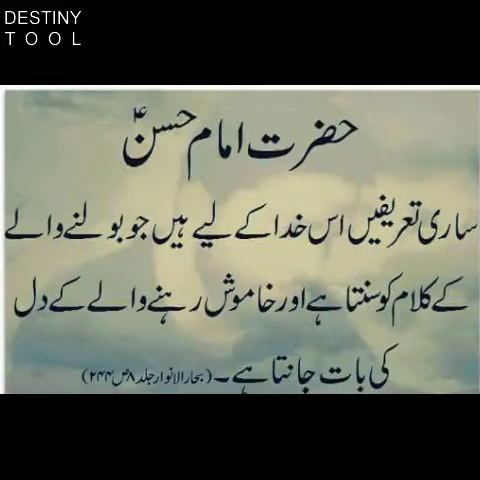 DESTINY
TOOL
حضرت امام حسنؑ
ساری تعریفیں اس خدا کے لیے ہیں جو بولنے والے
کے کلام کو سنتا ہے اور خاموش رہنے والے کے دل
کی بات جانتا ہے۔ (بحارالانوار جلد ۸ ص ۲۴۴)